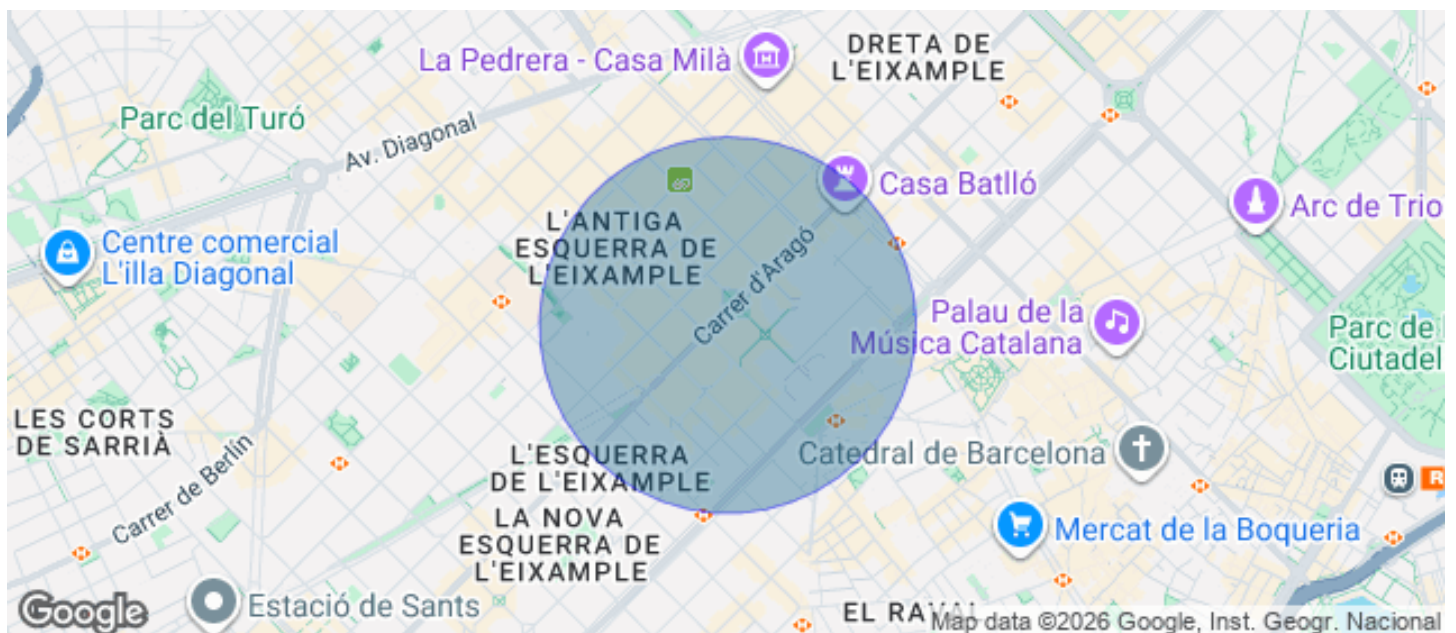 La Pedrera - Casa Milà
DRETA DE
L'EIXAMPLE
Parc del Turó
Av. Diagonal
Casa Batlló
Arc de Trio
L'ANTIGA
ESQUERRA DE
L'EIXAMPLE
Centre comercial
L'illa Diagonal
Carrer d'Aragó
Palau de la
Música Catalana
Parc de
Ciutadel
LES CORTS
DE SARRIÀ
Carrer de Berlín
L'ESQUERRA
DE L'EIXAMPLE
Catedral de Barcelona
R
LA NOVA
ESQUERRA DE
L'EIXAMPLE
Mercat de la Boqueria
Google
Estació de Sants
EL RAVAL
Map data ©2026 Google, Inst. Geogr. Nacional